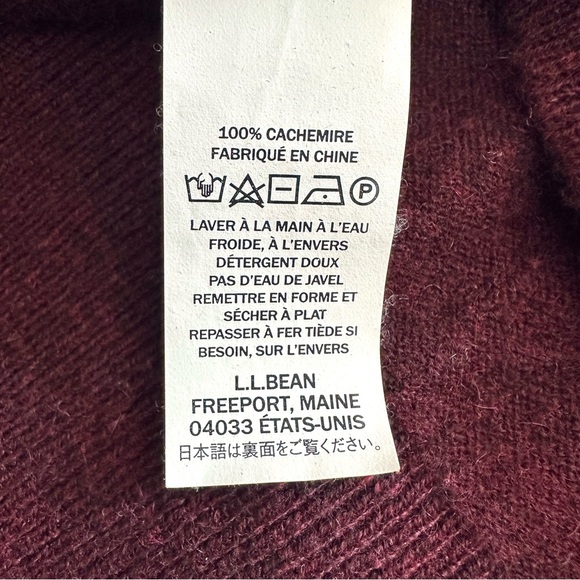 100% CACHEMIRE
FABRIQUÉ EN CHINE
P
LAVER À LA MAIN À L'EAU
FROIDE, À L'ENVERS
DÉTERGENT DOUX
PAS D'EAU DE JAVEL
REMETTRE EN FORME ET
SÉCHER À PLAT
REPASSER À FER TIÈDE SI
BESOIN, SUR L'ENVERS
L.L.BEAN
FREEPORT, MAINE
04033 ÉTATS-UNIS
日本語は裏面をご覧ください。